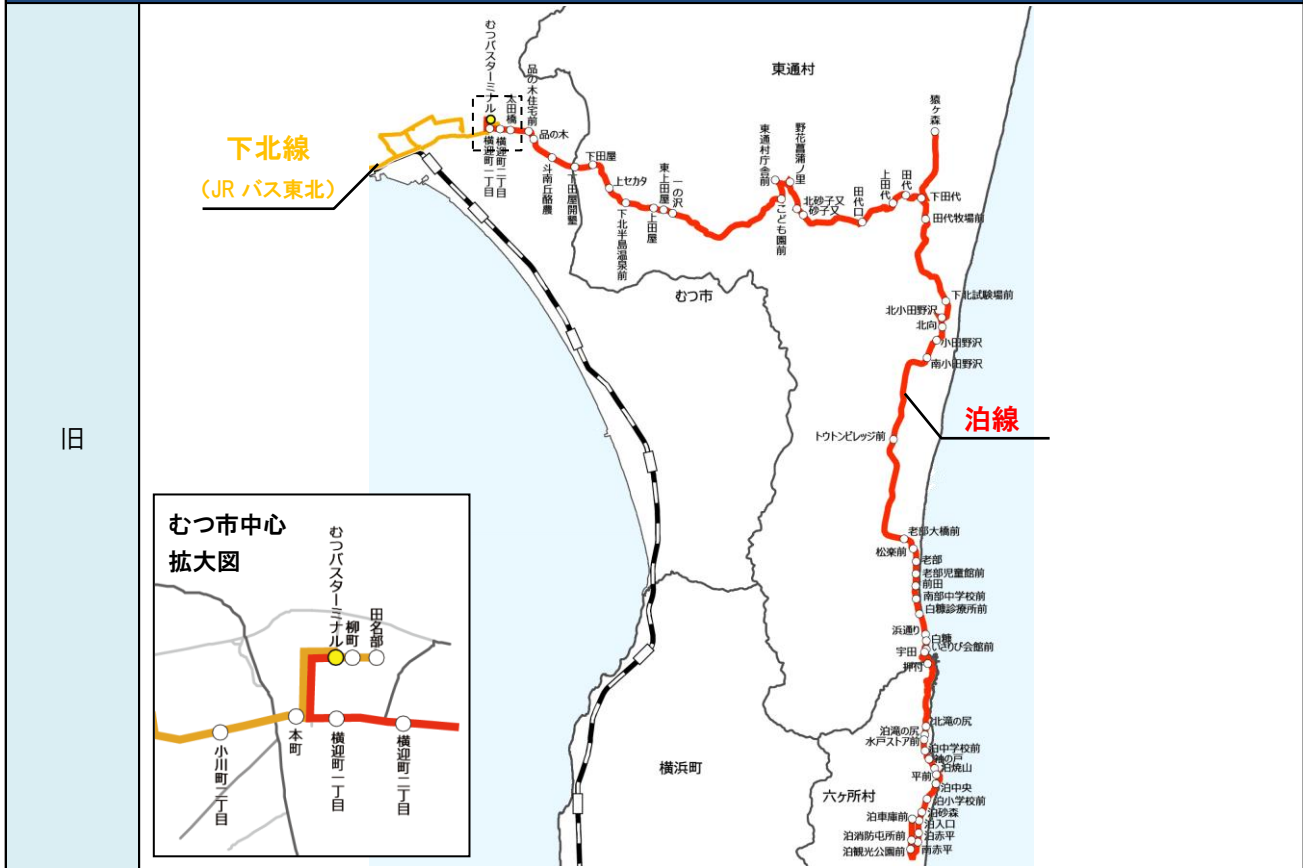 旧
下北線
（JR バス東北）
むつバスターミナル
太田橋
品の木住宅前
横迎町一丁目
横迎町二丁目
品の木
斗南丘酪農
下田屋開墾
下田屋
上セカタ
下北半島温泉前
上田屋
東上田屋
一の沢
東通村
東通村庁舎前
野花菖蒲ノ里
こども園前
北砂子又
砂子又
田代口
上田代
田代
猿ヶ森
下田代
田代牧場前
下北試験場前
北小田野沢
北向
小田野沢
南小田野沢
むつ市
泊線
トウトンビレッジ前
老部大橋前
松楽前
老部
老部児童館前
前田
南部中学校前
白糠診療所前
浜通り
白糠
いさりび会館前
宇田
押付
北滝の尻
泊滝の尻
水戸ストア前
泊中学校前
袖の戸
泊焼山
平前
泊中央
泊小学校前
泊砂森
泊車庫前
泊入口
泊赤平
泊消防屯所前
泊観光公園前
南赤平
横浜町
六ヶ所村
むつ市中心
拡大図
むつバスターミナル
柳町
田名部
小川町二丁目
本町
横迎町一丁目
横迎町二丁目